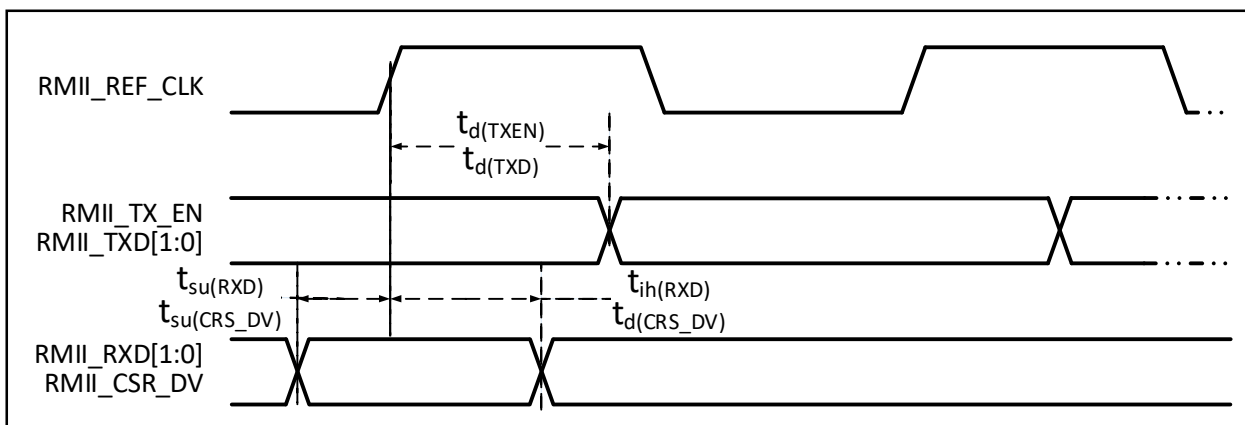 RMII_REF_CLK
td(TXEN)
td(TXD)
RMII_TX_EN
RMII_TXD[1:0]
tsu(RXD)
tih(RXD)
tsu(CRS_DV)
td(CRS_DV)
RMII_RXD[1:0]
RMII_CSR_DV